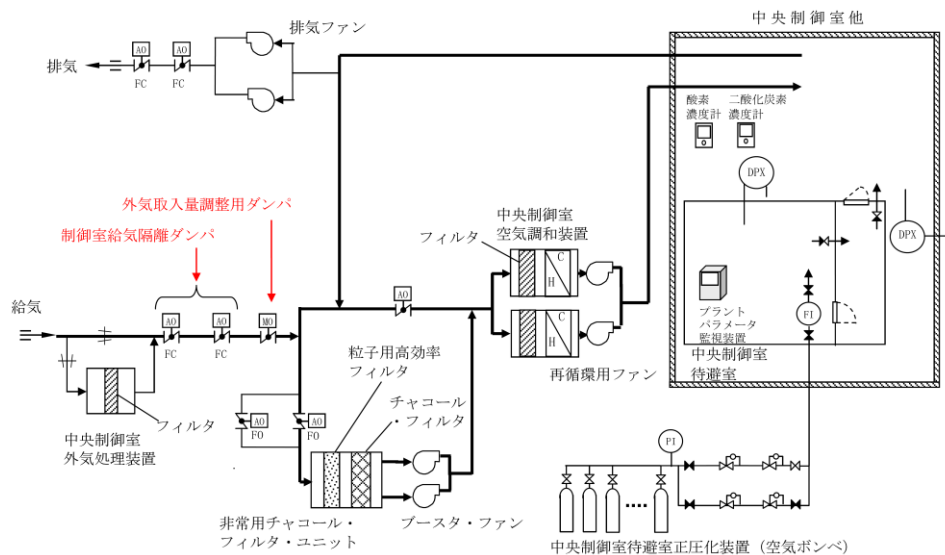 中央制御室他
排気ファン
排気
AO
AO
FC
FC
酸素
濃度計
二酸化炭素
濃度計
DPX
DPX
外気取入量調整用ダンパ
制御室給気隔離ダンパ
中央制御室
空気調和装置
フィルタ
C
H
C
H
再循環用ファン
給気
AO
AO
MO
FC
FC
AO
FI
プラント
パラメータ
監視装置
中央制御室
待避室
粒子用高効率
フィルタ
チャコール
・フィルタ
AO
FO
AO
FO
フィルタ
中央制御室
外気処理装置
非常用チャコール・
フィルタ・ユニット
ブースタ・ファン
PI
中央制御室待避室正圧化装置（空気ボンベ）